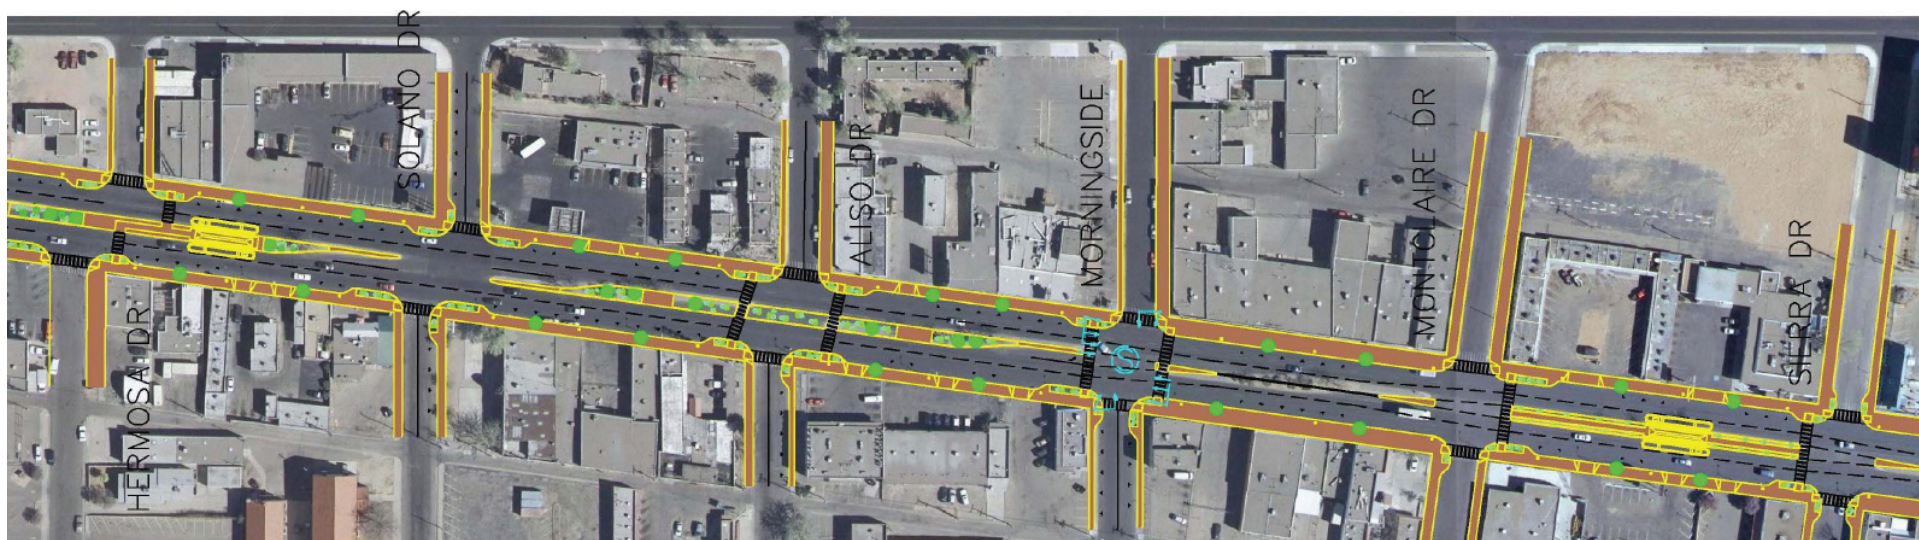 HERMOSA DR
SOLANO DR
ALISO DR
MORNINGSIDE
MONTCLAIRE DR
SIERRA DR